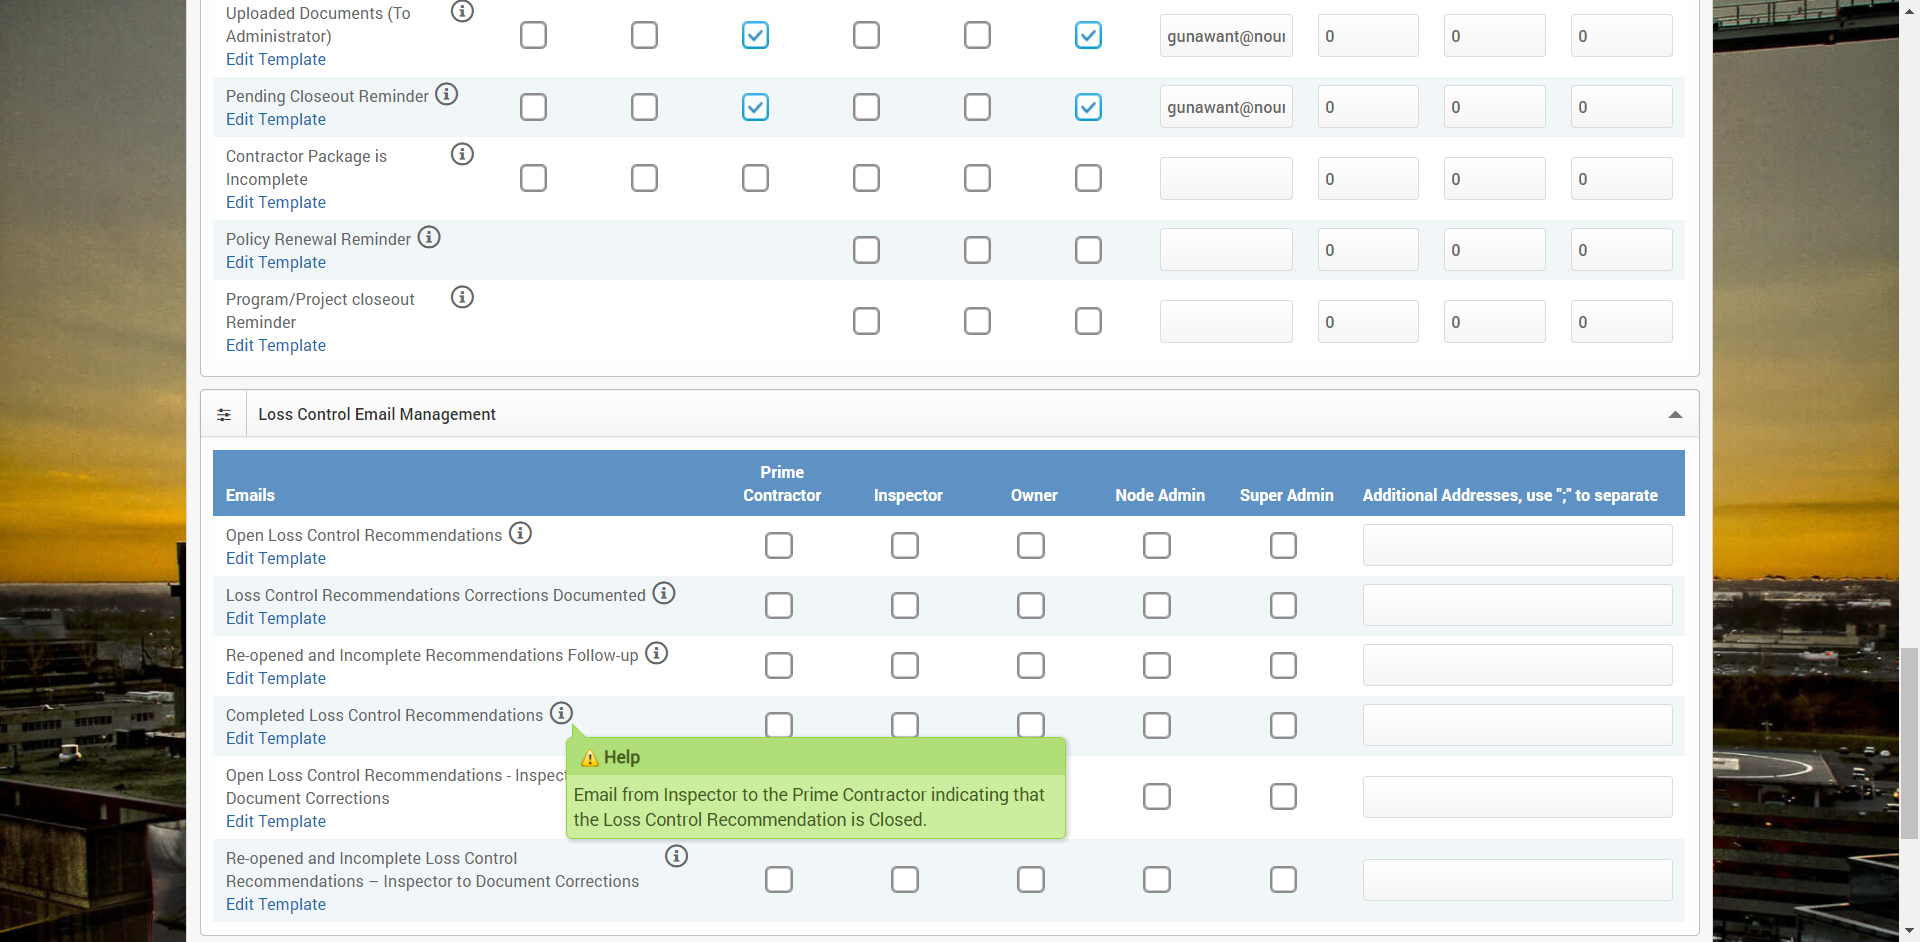 Uploaded Documents (To
Administrator)
Edit Template
gunawant@nour
0
0
0
Pending Closeout Reminder
Edit Template
gunawant@nour
0
0
0
Contractor Package is
Incomplete
Edit Template
0
0
0
Policy Renewal Reminder
Edit Template
0
0
0
Program/Project closeout
Reminder
Edit Template
0
0
0
Loss Control Email Management
Emails
Prime
Contractor
Inspector
Owner
Node Admin
Super Admin
Additional Addresses, use ";" to separate
Open Loss Control Recommendations
Edit Template
Loss Control Recommendations Corrections Documented
Edit Template
Re-opened and Incomplete Recommendations Follow-up
Edit Template
Completed Loss Control Recommendations
Edit Template
Help
Email from Inspector to the Prime Contractor indicating that
the Loss Control Recommendation is Closed.
Open Loss Control Recommendations - Inspect
Document Corrections
Edit Template
Re-opened and Incomplete Loss Control
Recommendations – Inspector to Document Corrections
Edit Template